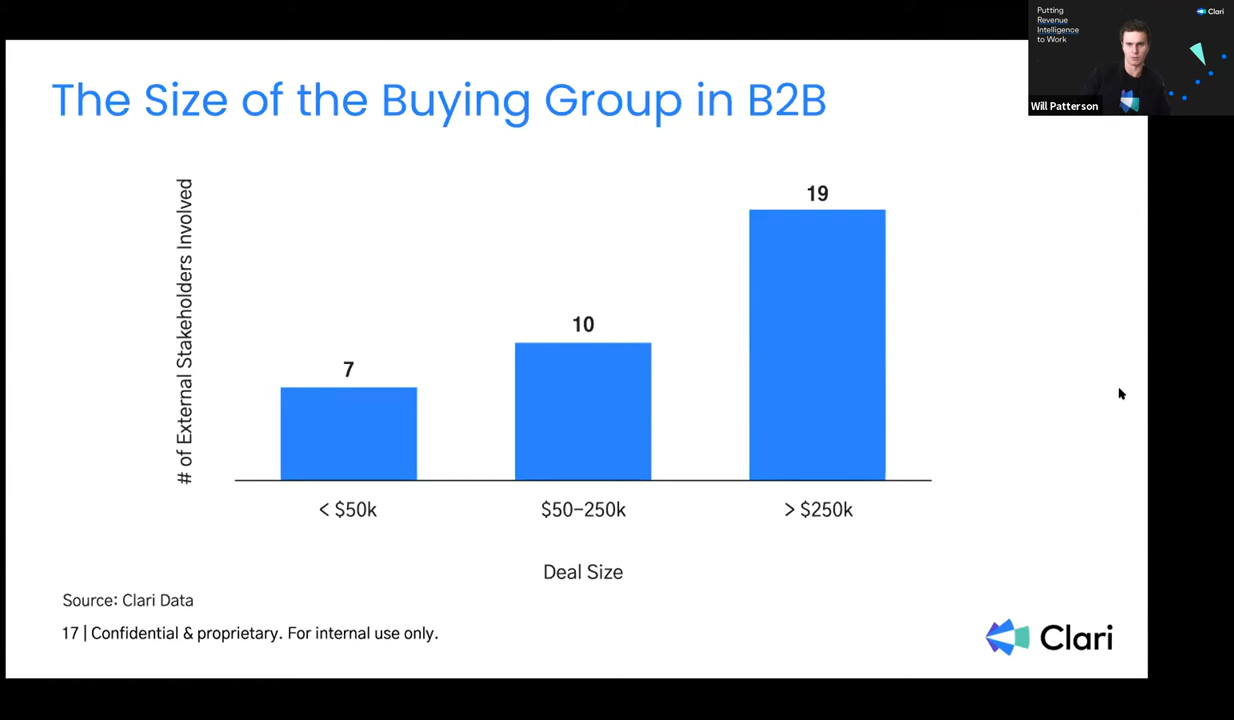 Putting
Revenue
Intelligence
to Work
Clari
Will Patterson
The Size of the Buying Group in B2B
# of External Stakeholders Involved
19
10
7
< $50k
$50-250k
> $250k
Deal Size
Source: Clari Data
17 | Confidential & proprietary. For internal use only.
Clari